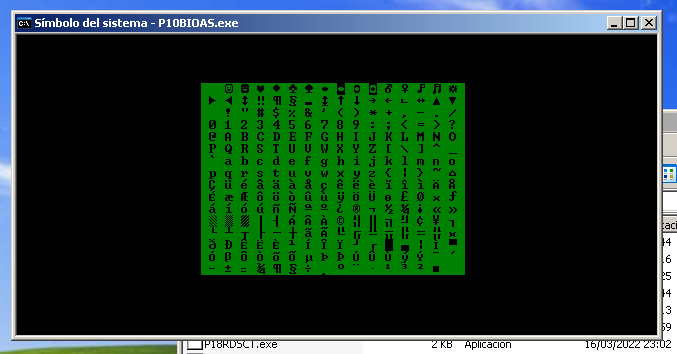 Símbolo del sistema - P10BIOAS.exe
☺ ☻ ♥ ♦ ♣ ♠ • ◘ ○ ◙ ♂ ♀ ♪ ♫ ☼
► ◄ ↕ ‼ ¶ § ▬ ↨ ↑ ↓ → ← ∟ ↔ ▲ ▼
! " # $ % & ' ( ) * + , - . /
0 1 2 3 4 5 6 7 8 9 : ; < = > ?
@ A B C D E F G H I J K L M N O
P Q R S T U V W X Y Z [ \ ] ^ _
` a b c d e f g h i j k l m n o
p q r s t u v w x y z { | } ~ ⌂
Ç ü é â ä à å ç ê ë è ï î ì Ä Å
É æ Æ ô ö ò û ù ÿ Ö Ü ø £ Ø × ƒ
á í ó ú ñ Ñ ª º ¿ ® ¬ ½ ¼ ¡ « »
░ ▒ ▓ │ ┤ Á Â À © ╣ ║ ╗ ╝ ¢ ¥ ┐
└ ┴ ┬ ├ ─ ┼ ã Ã ╚ ╔ ╩ ╦ ╠ ═ ╬ ¤
ð Ð Ê Ë È ı Í Î Ï ┘ ┌ █ ▄ ¦ Ì ▀
Ó ß Ô Ò õ Õ µ þ Þ Ú Û Ù ý Ý ¯ ´
- ± ‗ ¾ ¶ § ÷ ¸ ° ¨ · ¹ ³ ² ■
P18RDSCT.exe 2 KB Aplicación 16/03/2022 23:02